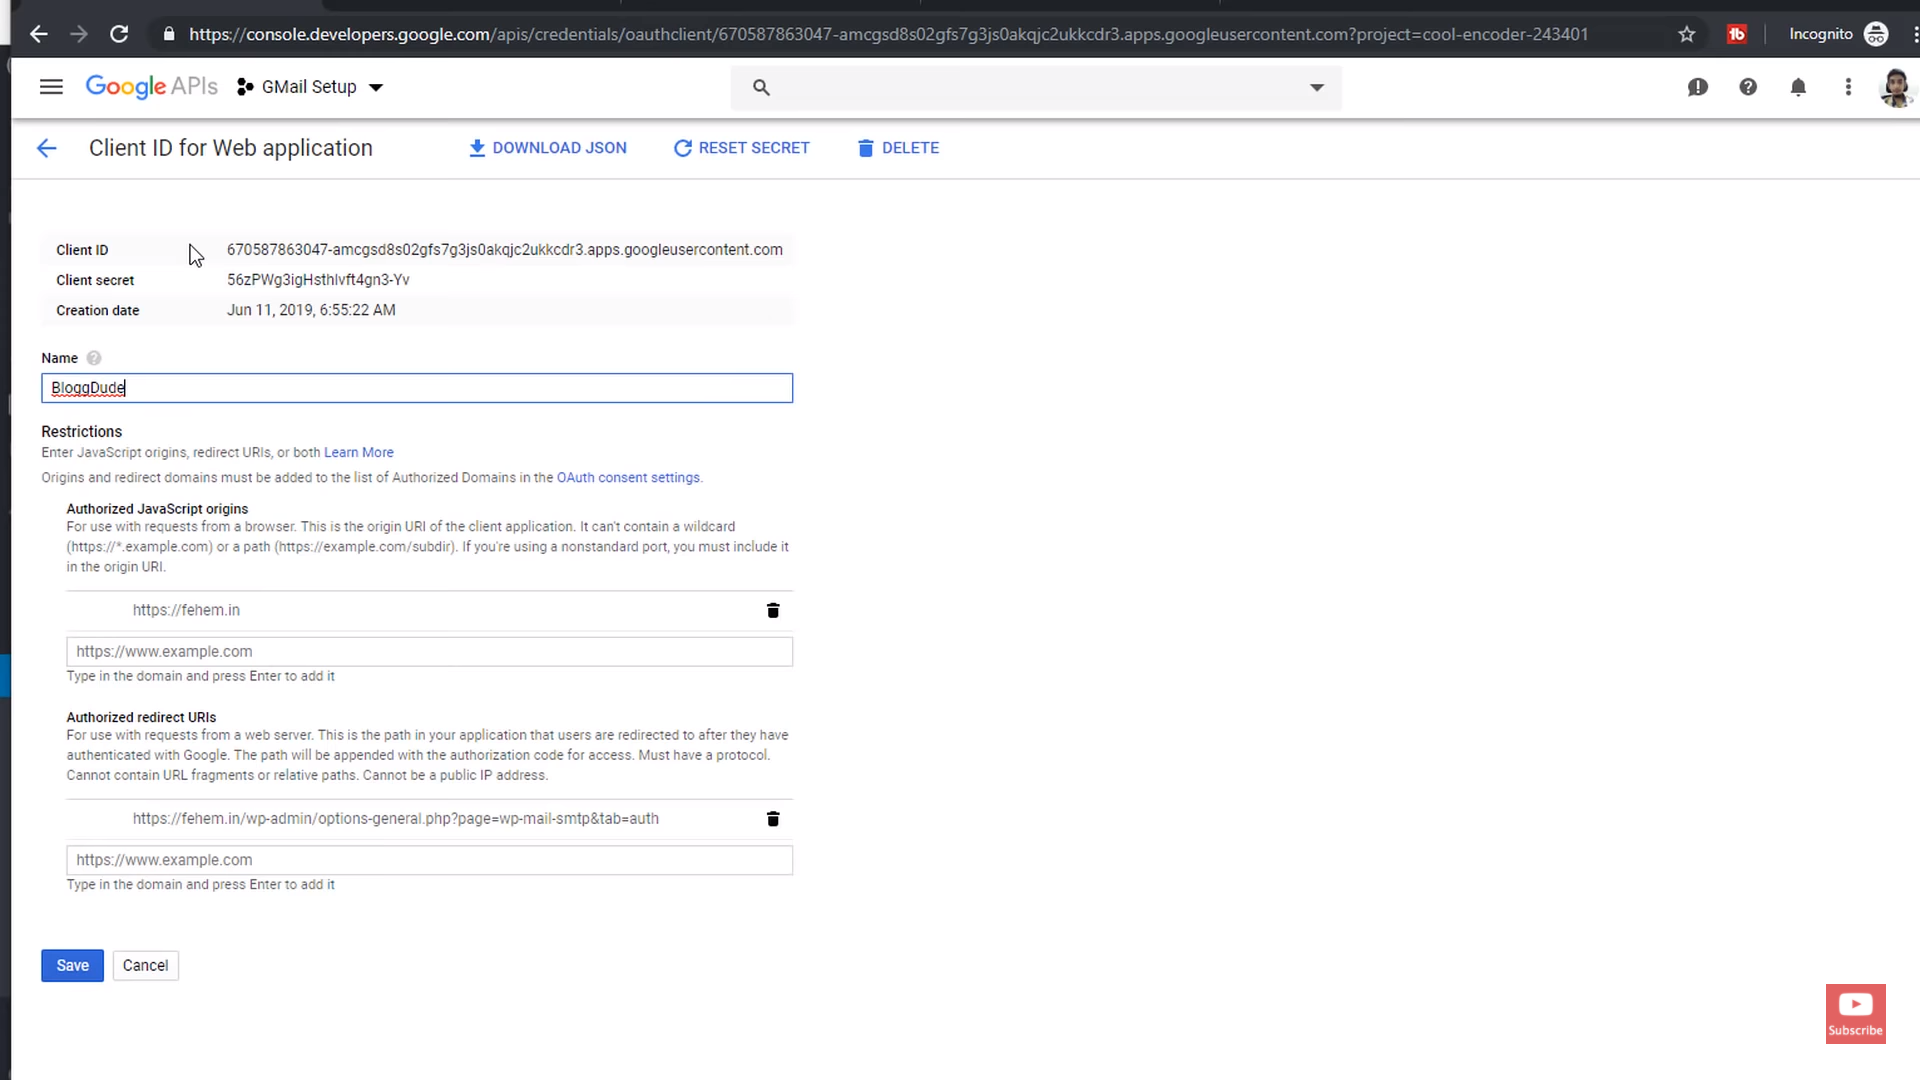 https://console.developers.google.com/apis/credentials/oauthclient/670587863047-amcgsd8s02gfs7g3js0akqjc2ukkcdr3.apps.googleusercontent.com?project=cool-encoder-243401
Incognito
Google APIs
GMail Setup
Client ID for Web application
DOWNLOAD JSON
RESET SECRET
DELETE
Client ID 670587863047-amcgsd8s02gfs7g3js0akqjc2ukkcdr3.apps.googleusercontent.com
Client secret 56zPWg3igHsthlvft4gn3-Yv
Creation date Jun 11, 2019, 6:55:22 AM
Name
BloggDude
Restrictions
Enter JavaScript origins, redirect URIs, or both Learn More
Origins and redirect domains must be added to the list of Authorized Domains in the OAuth consent settings.
Authorized JavaScript origins
For use with requests from a browser. This is the origin URI of the client application. It can't contain a wildcard
(https://*.example.com) or a path (https://example.com/subdir). If you're using a nonstandard port, you must include it
in the origin URI.
https://fehem.in
https://www.example.com
Type in the domain and press Enter to add it
Authorized redirect URIs
For use with requests from a web server. This is the path in your application that users are redirected to after they have
authenticated with Google. The path will be appended with the authorization code for access. Must have a protocol.
Cannot contain URL fragments or relative paths. Cannot be a public IP address.
https://fehem.in/wp-admin/options-general.php?page=wp-mail-smtp&tab=auth
https://www.example.com
Type in the domain and press Enter to add it
Save
Cancel
Subscribe